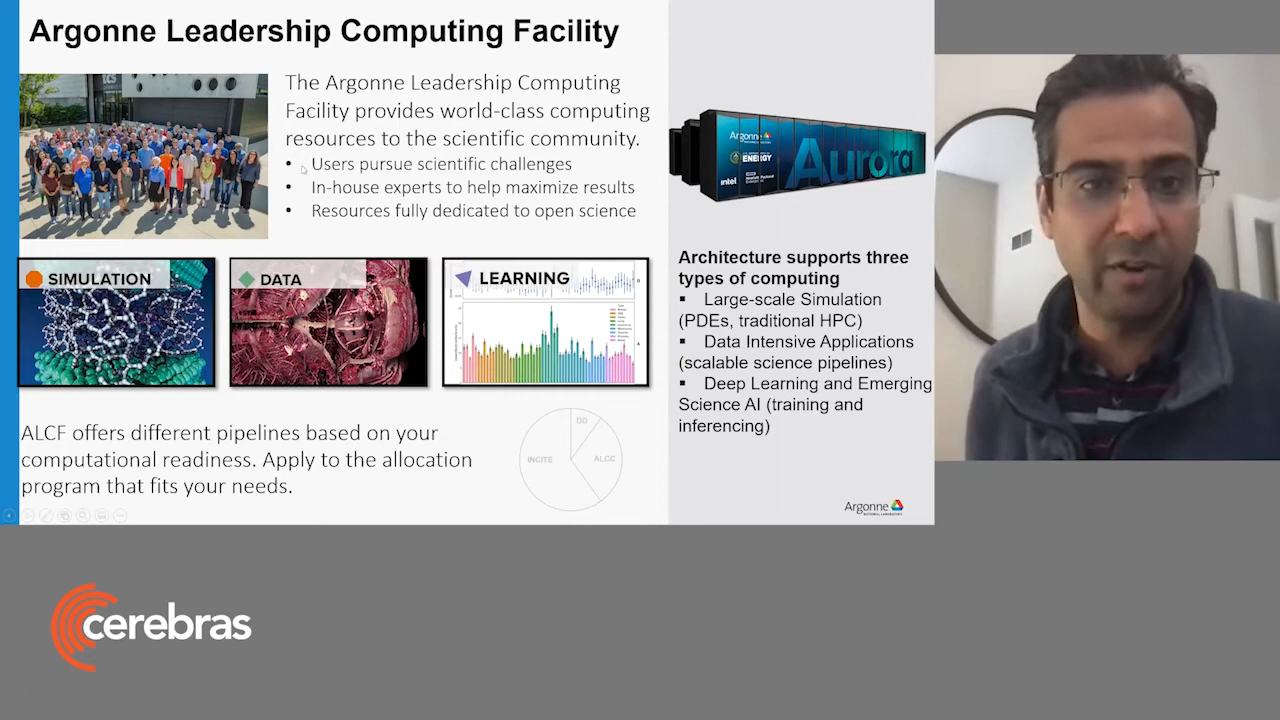 Argonne Leadership Computing Facility
The Argonne Leadership Computing
Facility provides world-class computing
resources to the scientific community.
• Users pursue scientific challenges
• In-house experts to help maximize results
• Resources fully dedicated to open science
SIMULATION
DATA
LEARNING
ALCF offers different pipelines based on your
computational readiness. Apply to the allocation
program that fits your needs.
INCITE
DD
ALCC
Argonne
ENERGY
intel
Hewlett Packard
Aurora
Architecture supports three
types of computing
▪ Large-scale Simulation
(PDEs, traditional HPC)
▪ Data Intensive Applications
(scalable science pipelines)
▪ Deep Learning and Emerging
Science AI (training and
inferencing)
Argonne
NATIONAL LABORATORY
cerebras